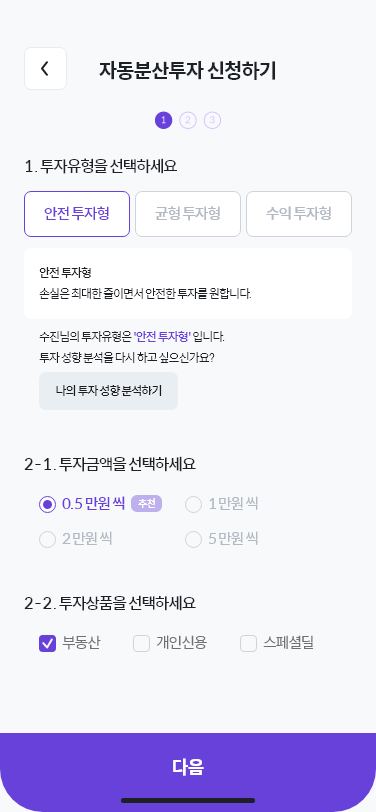 자동분산투자 신청하기
1 2 3
1. 투자유형을 선택하세요
안전 투자형 균형 투자형 수익 투자형
안전 투자형
손실은 최대한 줄이면서 안전한 투자를 원합니다.
수진님의 투자유형은 '안전 투자형' 입니다.
투자 성향 분석을 다시 하고 싶으신가요?
나의 투자 성향 분석하기
2-1. 투자금액을 선택하세요
0.5 만원 씩 추천 1 만원 씩
2 만원 씩 5 만원 씩
2-2. 투자상품을 선택하세요
부동산 개인신용 스페셜딜
다음